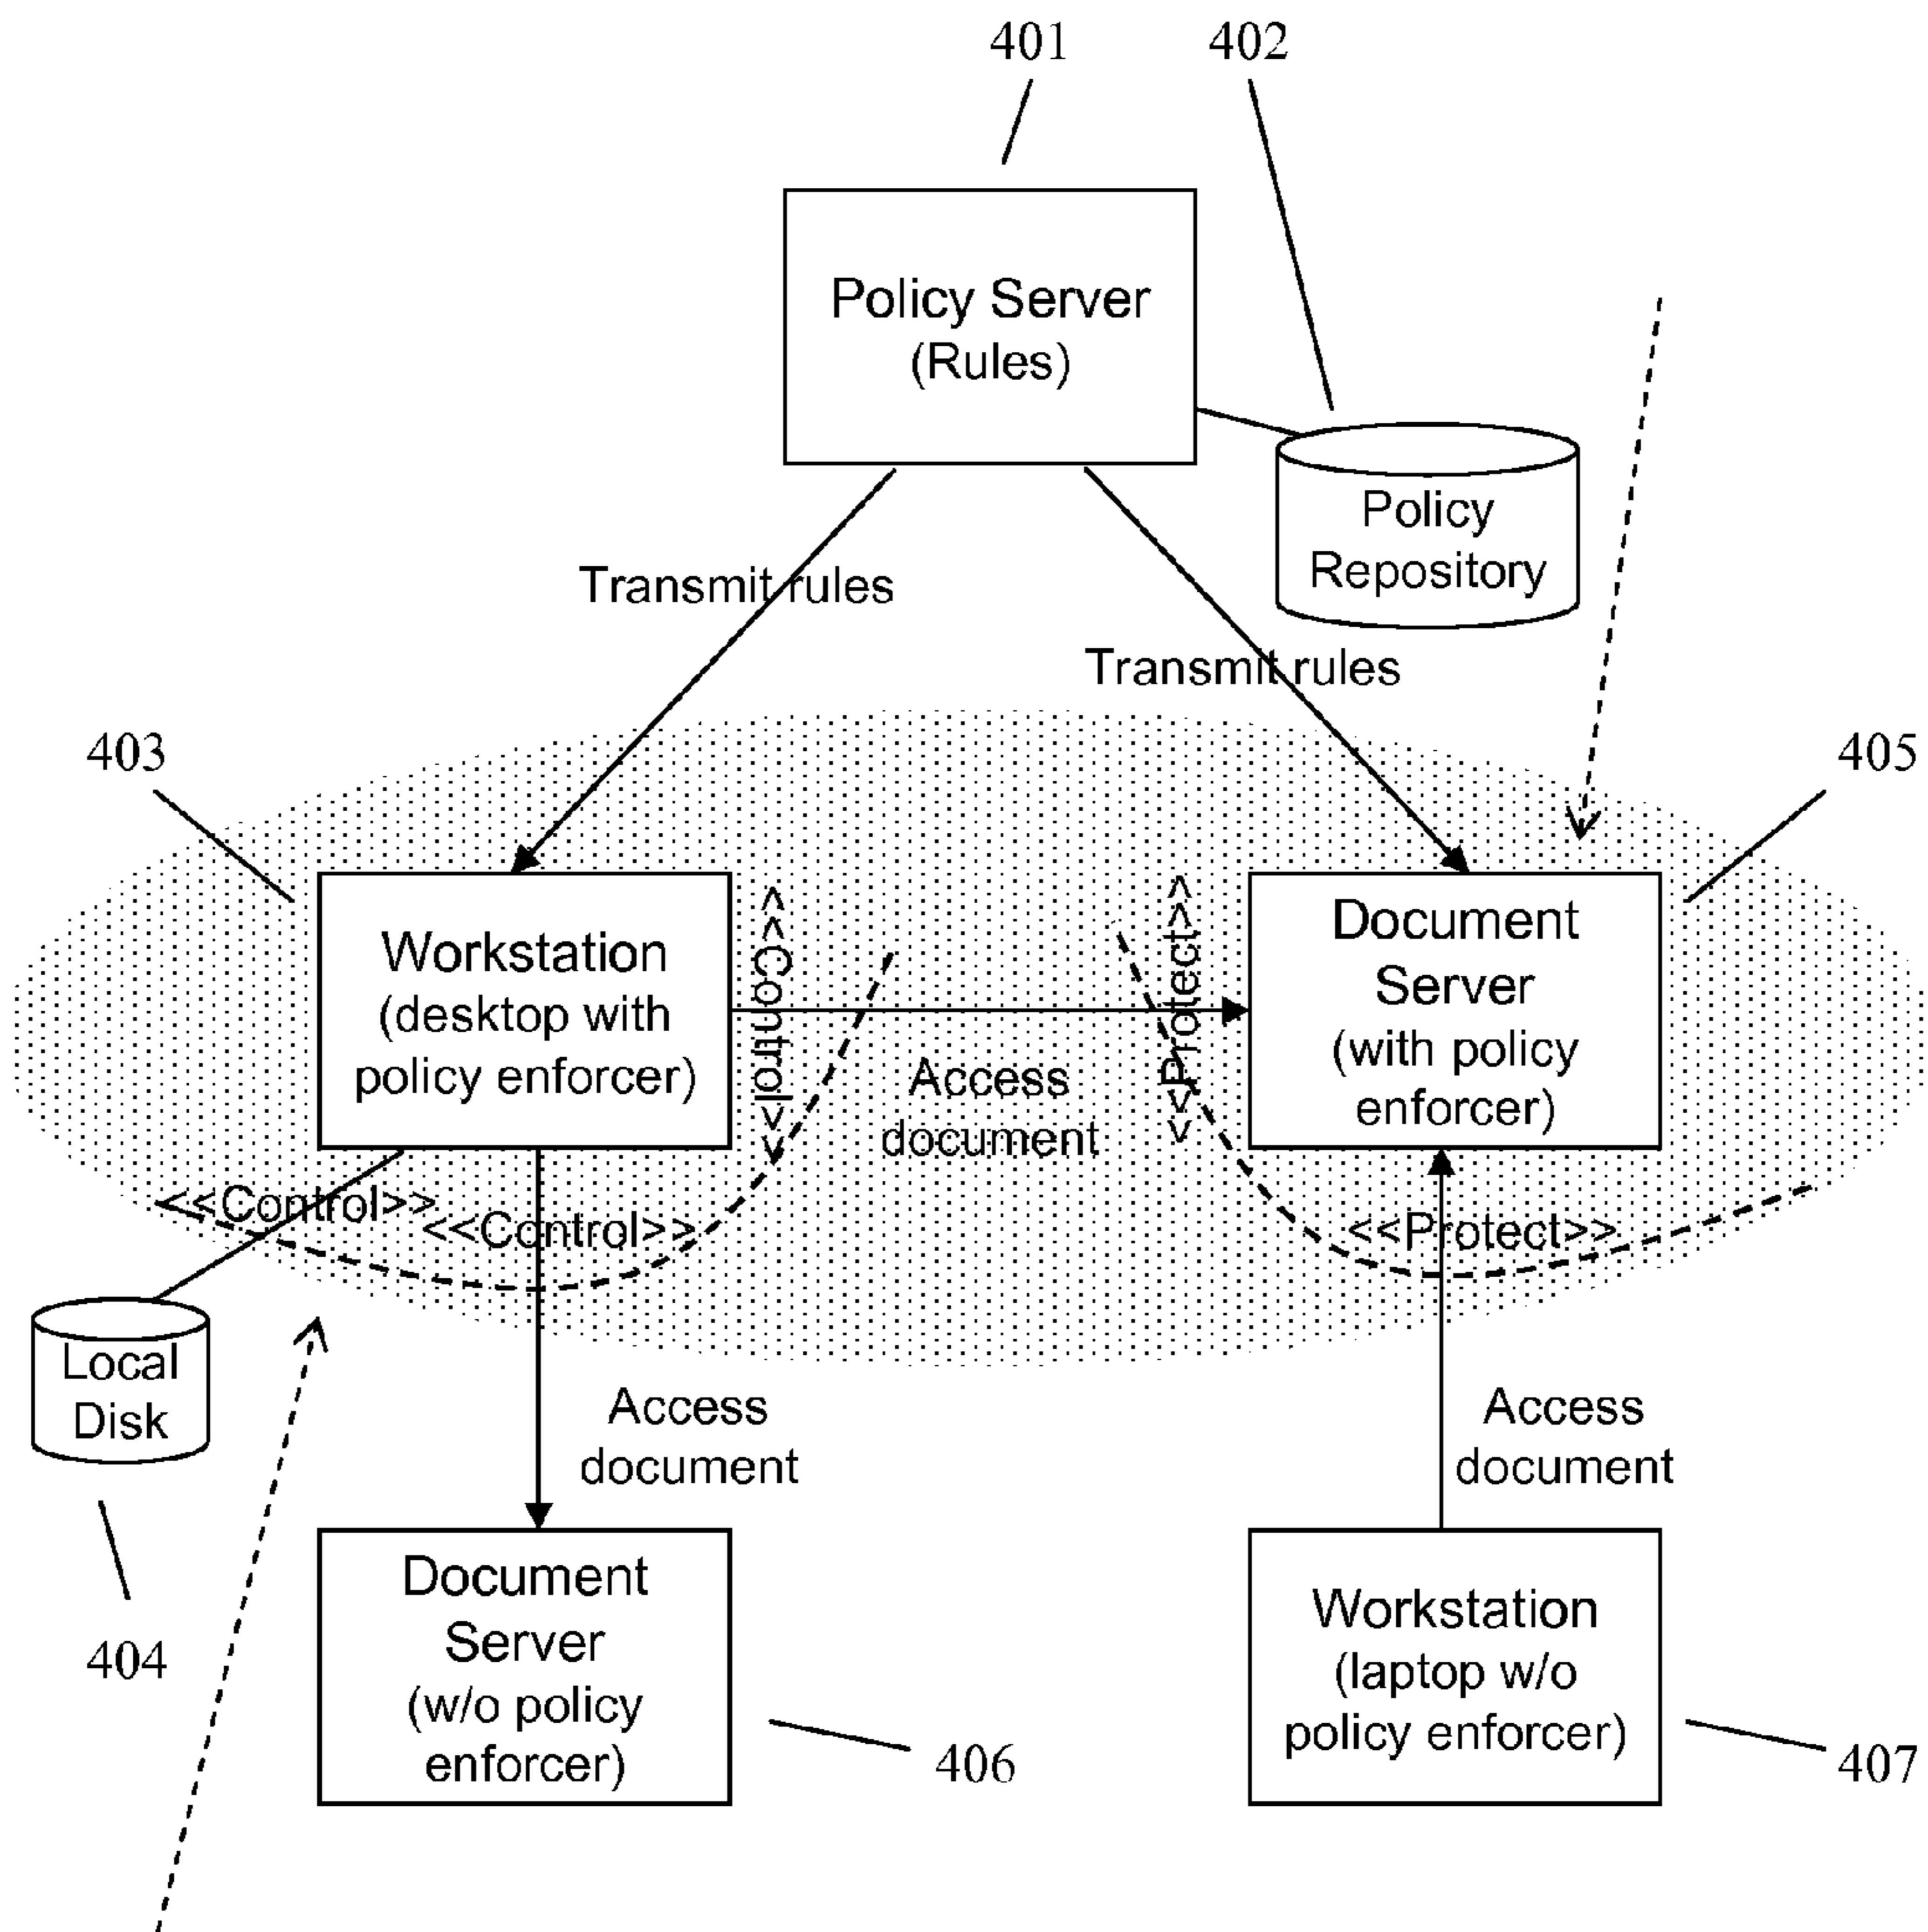 401
402
Policy Server
(Rules)
Policy
Repository
Transmit rules
Transmit rules
403
405
Workstation
(desktop with
policy enforcer)
<<Control>>
<<Protect>>
Document
Server
(with policy
enforcer)
Access
document
<<Control>>
<<Control>>
<<Protect>>
Local
Disk
Access
document
Access
document
404
Document
Server
(w/o policy
enforcer)
406
Workstation
(laptop w/o
policy enforcer)
407